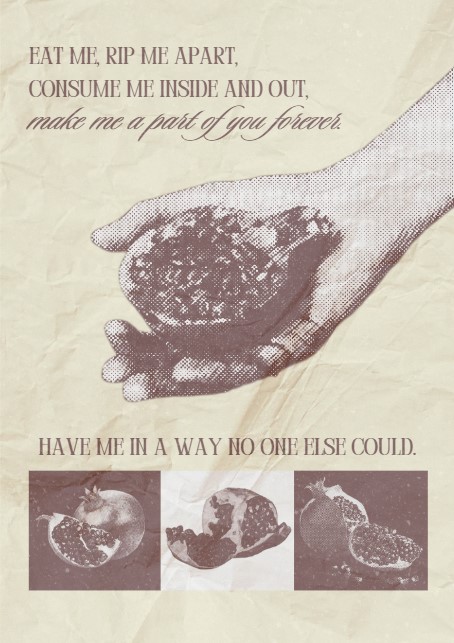 EAT ME, RIP ME APART,
CONSUME ME INSIDE AND OUT,
make me a part of you forever.
HAVE ME IN A WAY NO ONE ELSE COULD.